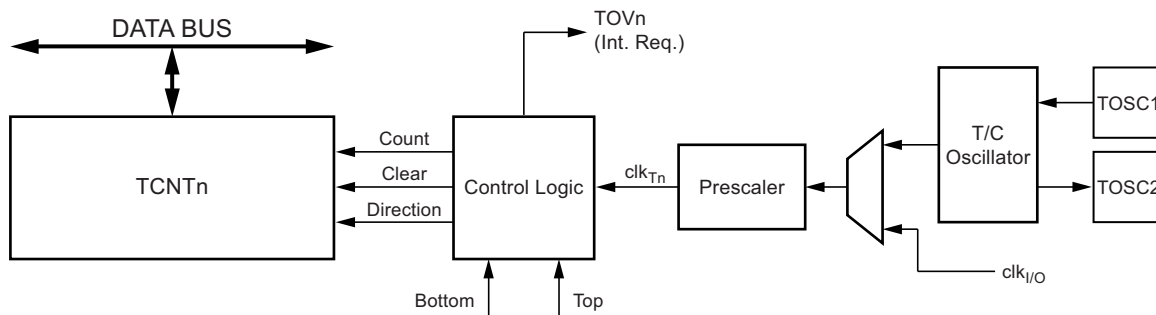 DATA BUS
TOVn
(Int. Req.)
TOSC1
T/C
Oscillator
TOSC2
Count
Clear
Direction
TCNTn
Control Logic
clkTn
Prescaler
clkI/O
Bottom
Top